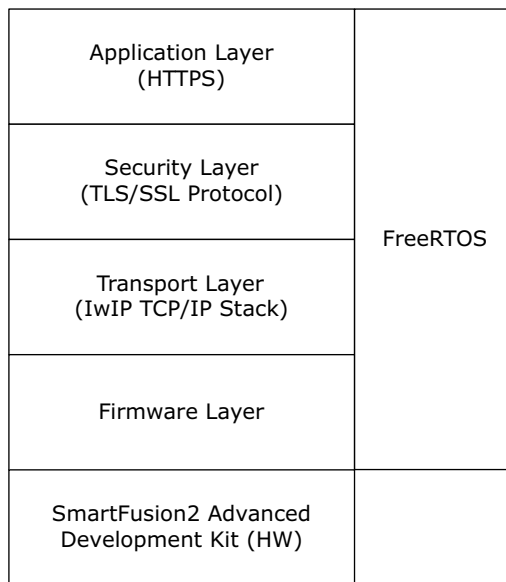 Application Layer
(HTTPS)
Security Layer
(TLS/SSL Protocol)
FreeRTOS
Transport Layer
(IwIP TCP/IP Stack)
Firmware Layer
SmartFusion2 Advanced
Development Kit (HW)